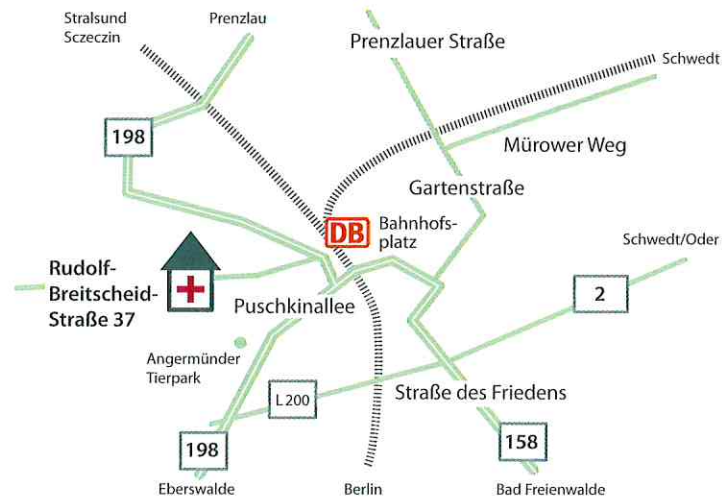 Stralsund
Sczeczin
Prenzlau
Prenzlauer Straße
Schwedt
198
Mürower Weg
Gartenstraße
DB
Bahnhofs-
platz
Schwedt/Oder
Rudolf-
Breitscheid-
Straße 37
2
Puschkinallee
Angermünder
Tierpark
L 200
Straße des Friedens
198
158
Eberswalde
Berlin
Bad Freienwalde